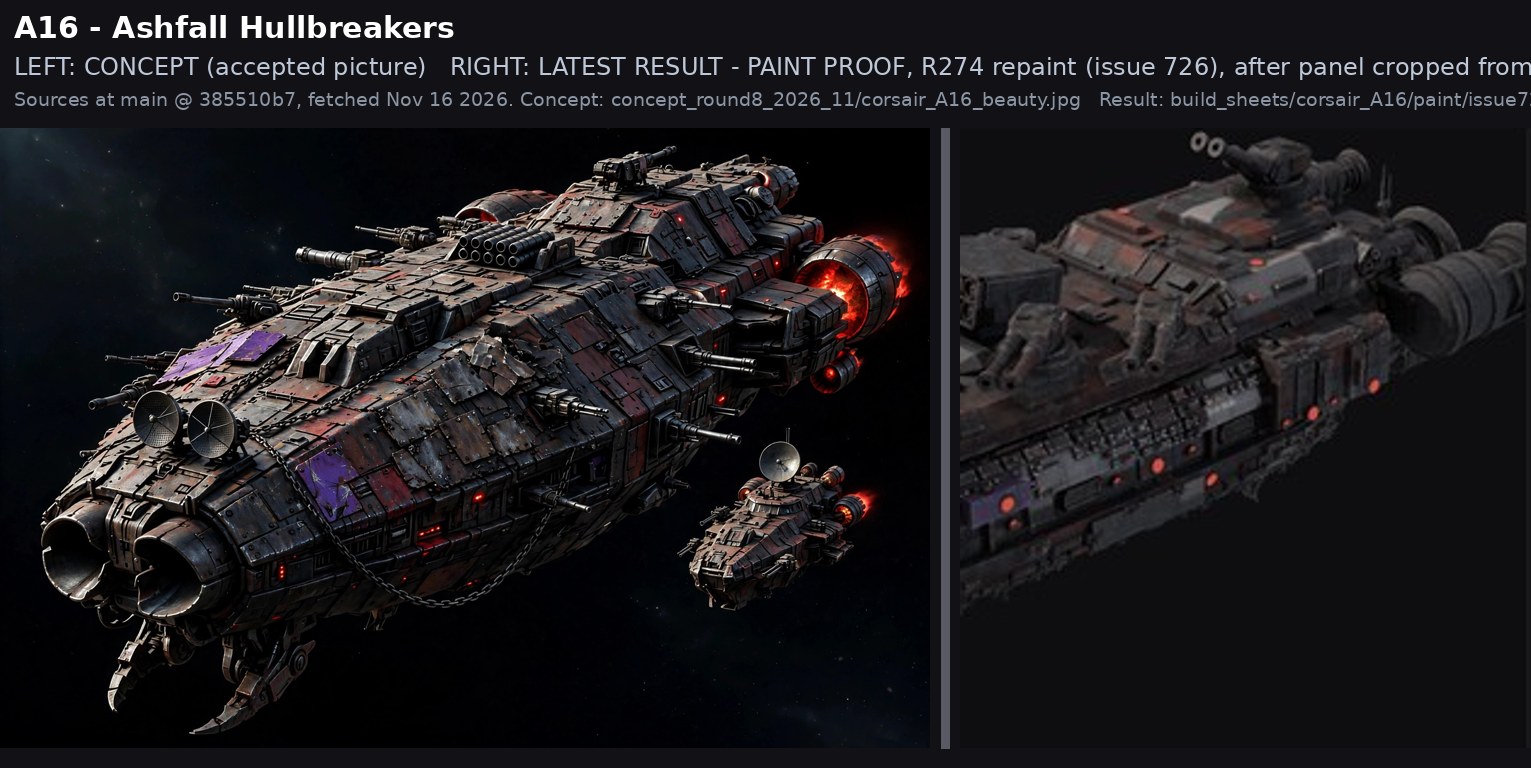 A16 - Ashfall Hullbreakers
LEFT: CONCEPT (accepted picture)   RIGHT: LATEST RESULT - PAINT PROOF, R274 repaint (issue 726), after panel cropped from
Sources at main @ 385510b7, fetched Nov 16 2026. Concept: concept_round8_2026_11/corsair_A16_beauty.jpg   Result: build_sheets/corsair_A16/paint/issue7